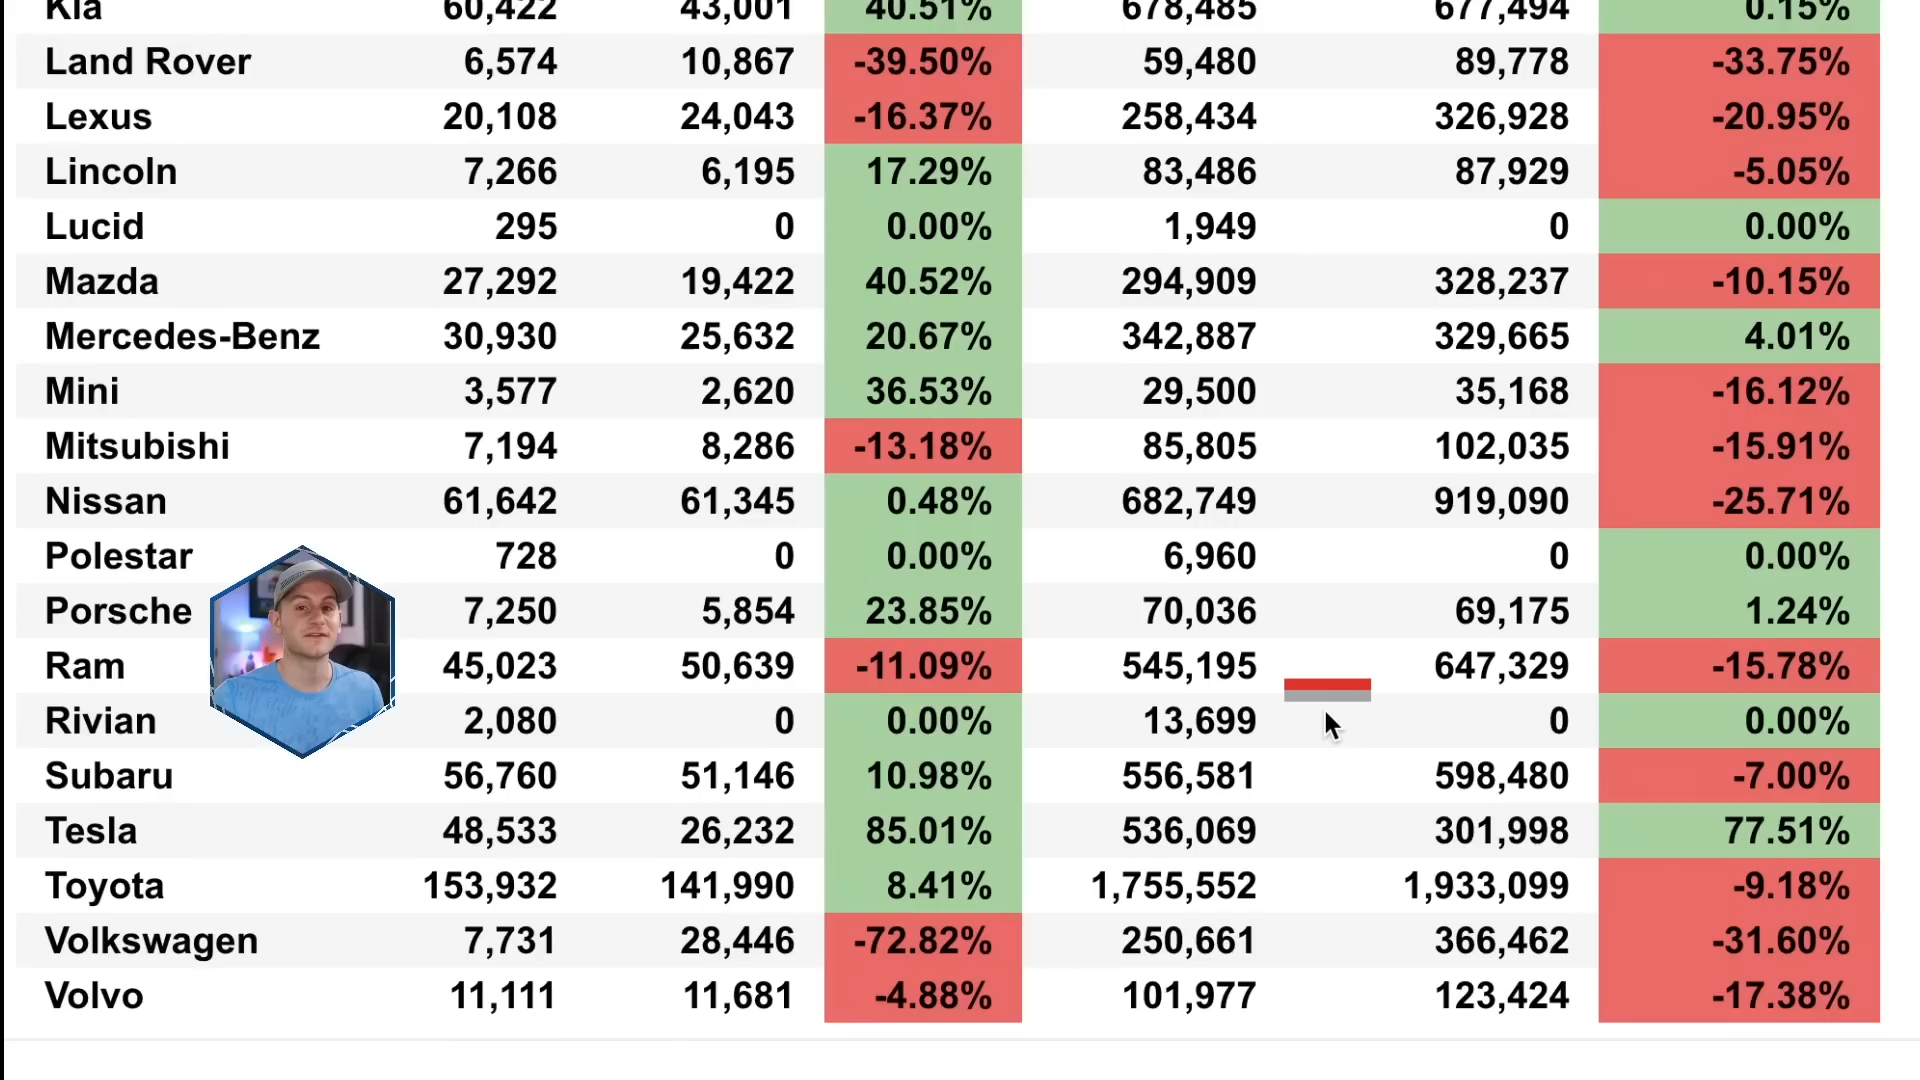 Kia 60,422 43,001 40.51% 678,485 677,494 0.15%
Land Rover 6,574 10,867 -39.50% 59,480 89,778 -33.75%
Lexus 20,108 24,043 -16.37% 258,434 326,928 -20.95%
Lincoln 7,266 6,195 17.29% 83,486 87,929 -5.05%
Lucid 295 0 0.00% 1,949 0 0.00%
Mazda 27,292 19,422 40.52% 294,909 328,237 -10.15%
Mercedes-Benz 30,930 25,632 20.67% 342,887 329,665 4.01%
Mini 3,577 2,620 36.53% 29,500 35,168 -16.12%
Mitsubishi 7,194 8,286 -13.18% 85,805 102,035 -15.91%
Nissan 61,642 61,345 0.48% 682,749 919,090 -25.71%
Polestar 728 0 0.00% 6,960 0 0.00%
Porsche 7,250 5,854 23.85% 70,036 69,175 1.24%
Ram 45,023 50,639 -11.09% 545,195 647,329 -15.78%
Rivian 2,080 0 0.00% 13,699 0 0.00%
Subaru 56,760 51,146 10.98% 556,581 598,480 -7.00%
Tesla 48,533 26,232 85.01% 536,069 301,998 77.51%
Toyota 153,932 141,990 8.41% 1,755,552 1,933,099 -9.18%
Volkswagen 7,731 28,446 -72.82% 250,661 366,462 -31.60%
Volvo 11,111 11,681 -4.88% 101,977 123,424 -17.38%